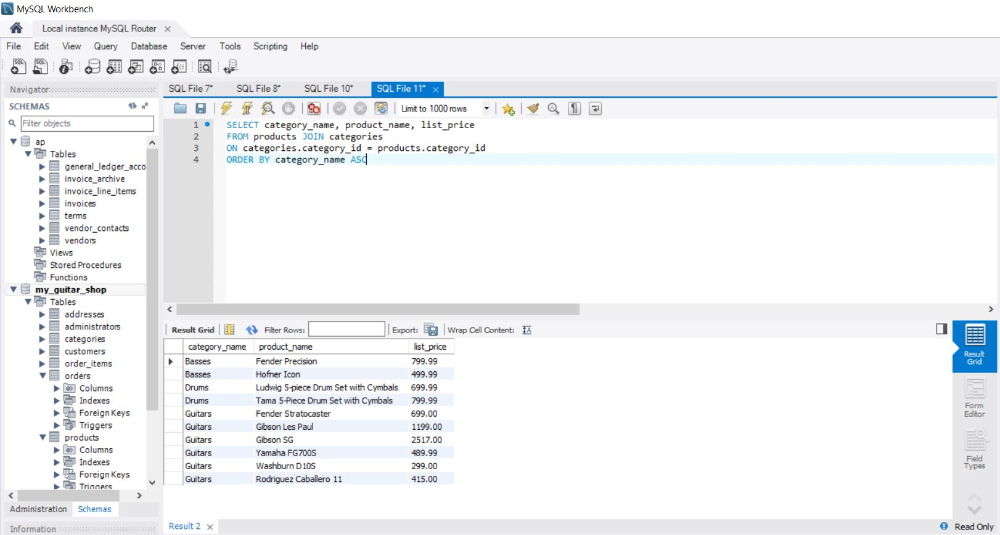 MySQL Workbench
Local instance MySQL Router
File Edit View Query Database Server Tools Scripting Help
Navigator
SCHEMAS
Filter objects
ap
Tables
general_ledger_acco
invoice_archive
invoice_line_items
invoices
terms
vendor_contacts
vendors
Views
Stored Procedures
Functions
my_guitar_shop
Tables
addresses
administrators
categories
customers
order_items
orders
Columns
Indexes
Foreign Keys
Triggers
products
Columns
Indexes
Foreign Keys
Triggers
Administration Schemas
Information
SQL File 7* SQL File 8* SQL File 10* SQL File 11*
Limit to 1000 rows
1 SELECT category_name, product_name, list_price
2 FROM products JOIN categories
3 ON categories.category_id = products.category_id
4 ORDER BY category_name ASC
Result Grid Filter Rows: Export: Wrap Cell Content:
category_name product_name list_price
Basses Fender Precision 799.99
Basses Hofner Icon 499.99
Drums Ludwig 5-piece Drum Set with Cymbals 699.99
Drums Tama 5-Piece Drum Set with Cymbals 799.99
Guitars Fender Stratocaster 699.00
Guitars Gibson Les Paul 1199.00
Guitars Gibson SG 2517.00
Guitars Yamaha FG700S 489.99
Guitars Washburn D10S 299.00
Guitars Rodriguez Caballero 11 415.00
Result
Grid
Form
Editor
Field
Types
Result 2
Read Only